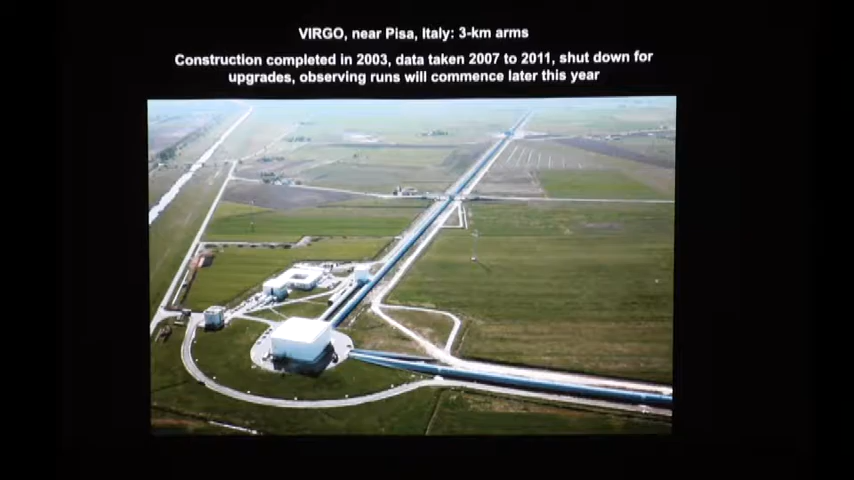 VIRGO, near Pisa, Italy: 3-km arms
Construction completed in 2003, data taken 2007 to 2011, shut down for
upgrades, observing runs will commence later this year